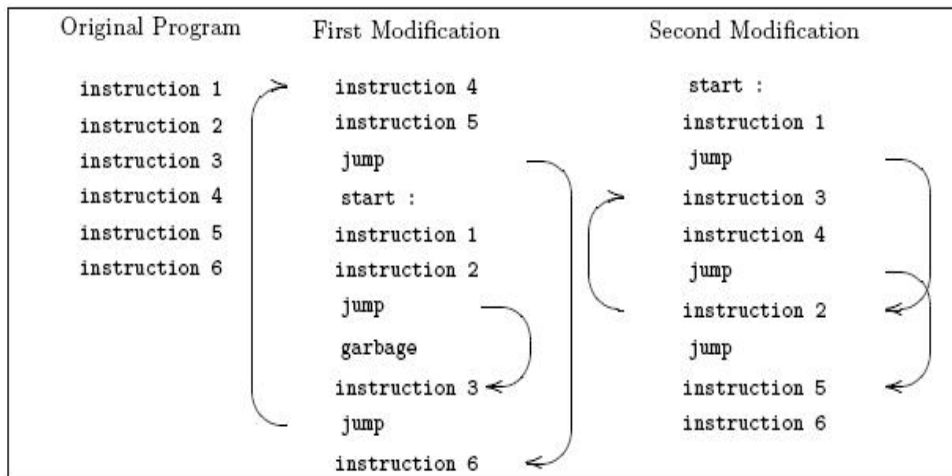 Original Program
instruction 1
instruction 2
instruction 3
instruction 4
instruction 5
instruction 6
First Modification
instruction 4
instruction 5
jump
start :
instruction 1
instruction 2
jump
garbage
instruction 3
jump
instruction 6
Second Modification
start :
instruction 1
jump
instruction 3
instruction 4
jump
instruction 2
jump
instruction 5
instruction 6